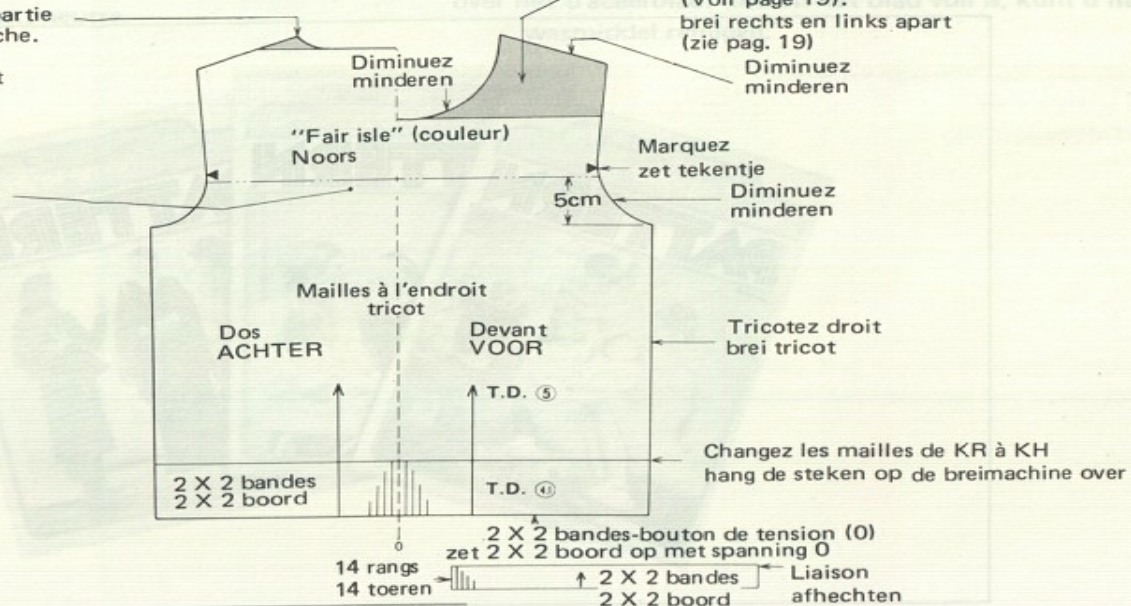 artie
che.
t
(Voir page 19).
brei rechts en links apart
(zie pag. 19)
Diminuez
minderen
Diminuez
minderen
"Fair isle" (couleur)
Noors
Marquez
zet tekentje
5cm
Diminuez
minderen
Mailles à l'endroit
tricot
Dos
ACHTER
Devant
VOOR
Tricotez droit
brei tricot
T.D. ⑤
Changez les mailles de KR à KH
hang de steken op de breimachine over
2 X 2 bandes
2 X 2 boord
T.D.
0
2 X 2 bandes-bouton de tension (0)
zet 2 X 2 boord op met spanning 0
14 rangs
14 toeren
2 X 2 bandes
2 X 2 boord
Liaison
afhechten